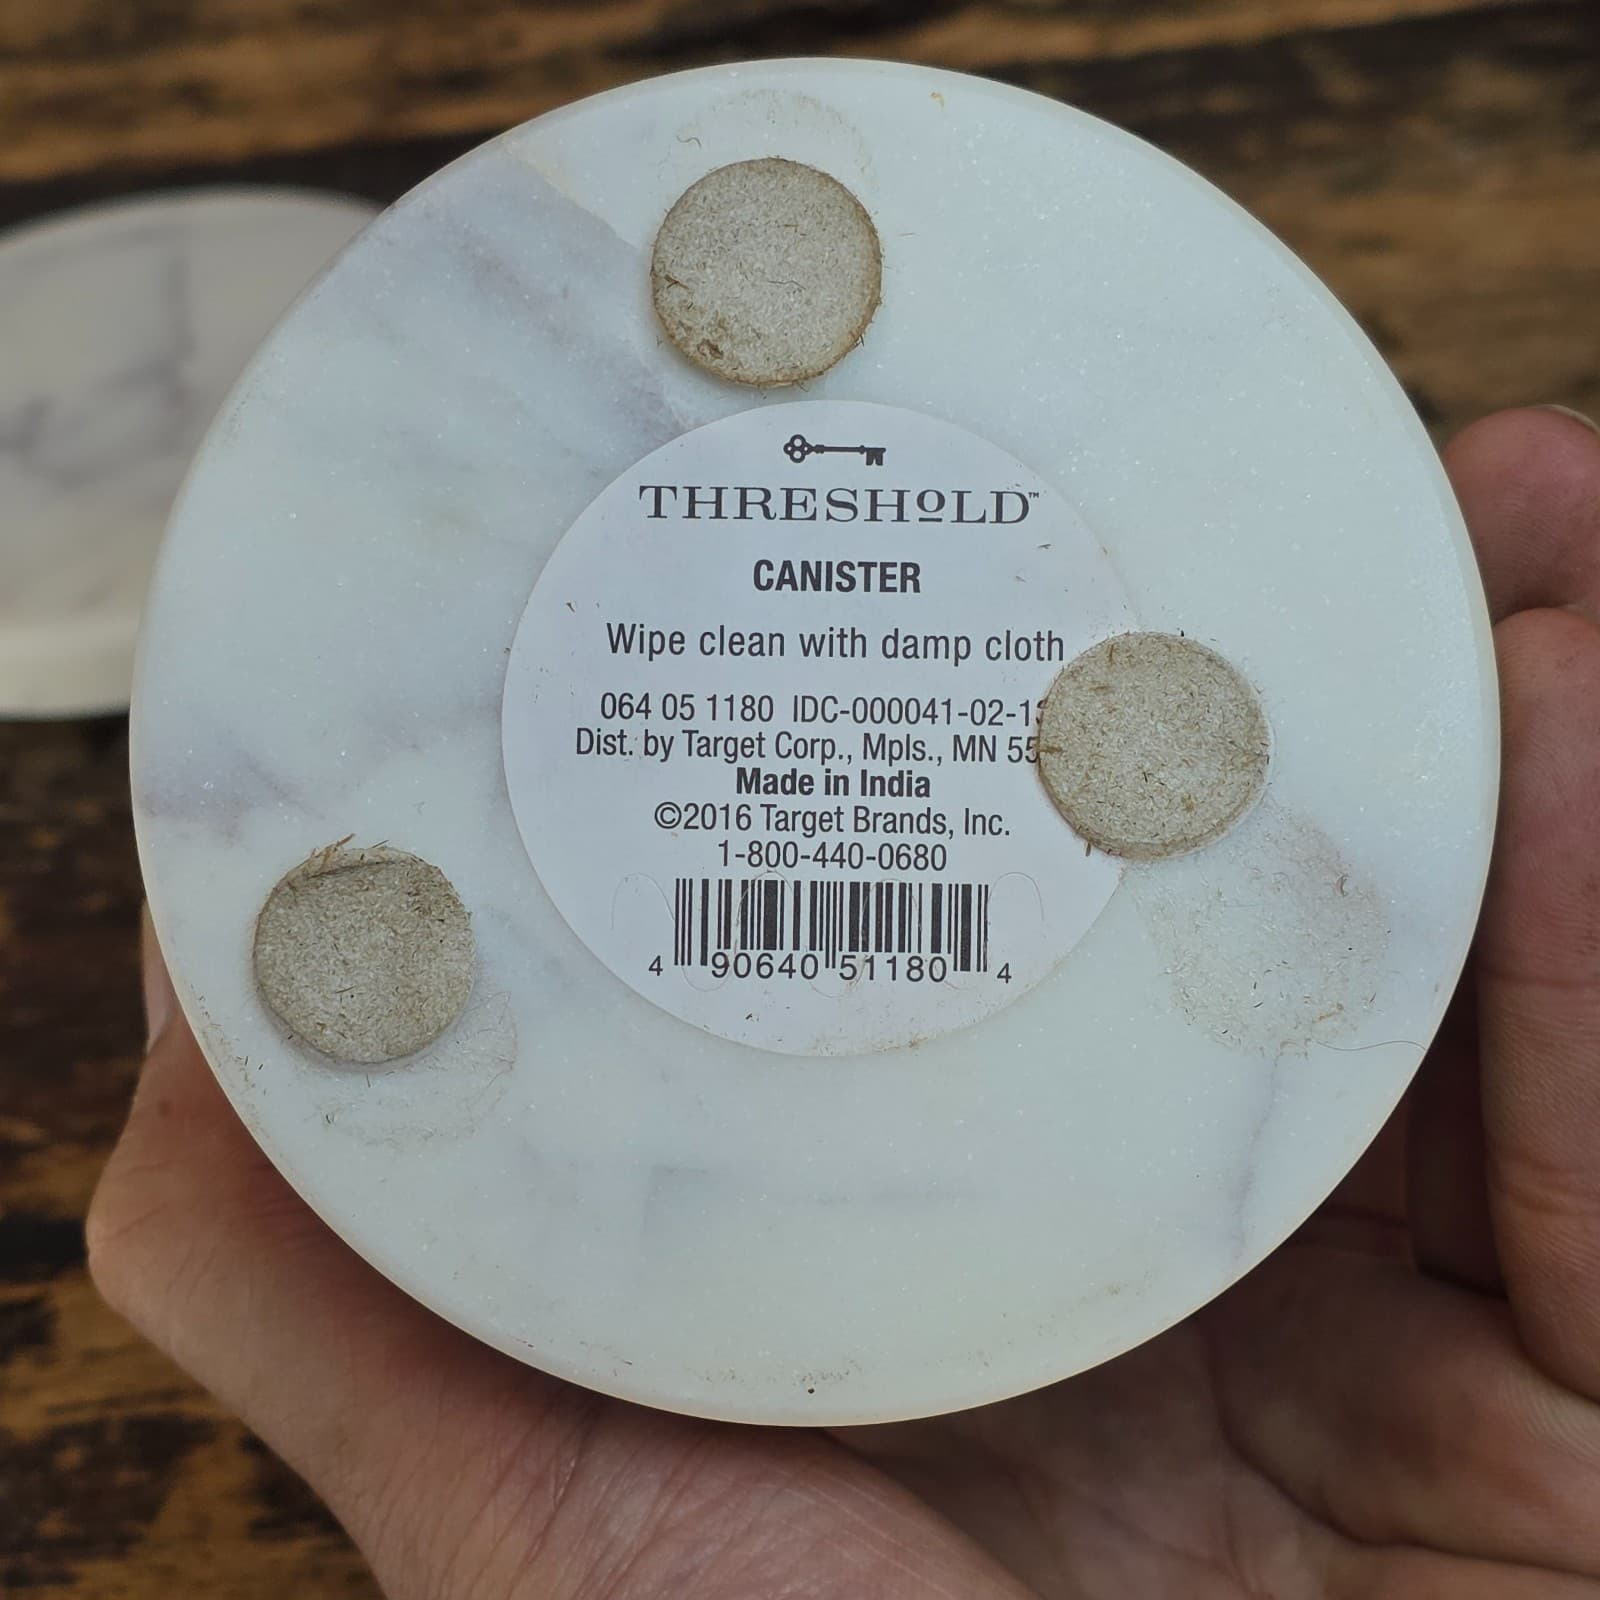 THRESHOLD™
CANISTER
Wipe clean with damp cloth
064 05 1180 IDC-000041-02-1
Dist. by Target Corp., Mpls., MN 55
Made in India
©2016 Target Brands, Inc.
1-800-440-0680
4 90640 51180 4